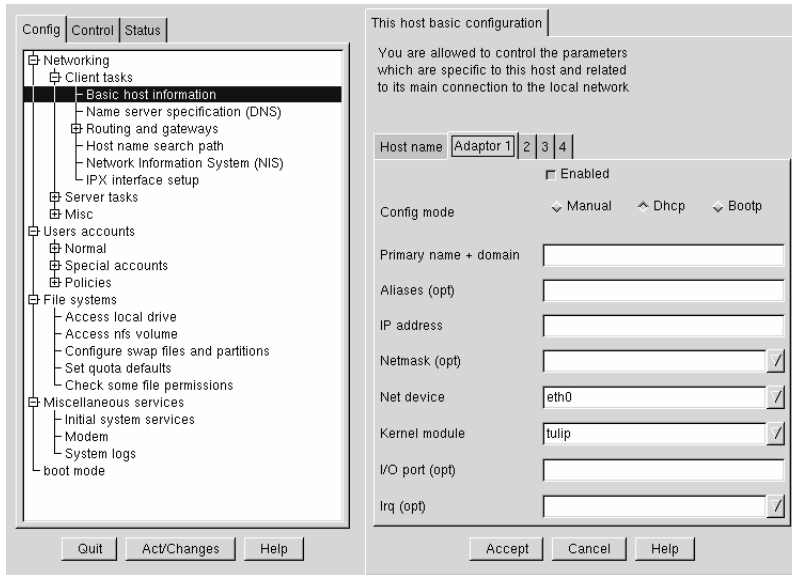 Config Control Status
Networking
Client tasks
Basic host information
Name server specification (DNS)
Routing and gateways
Host name search path
Network Information System (NIS)
IPX interface setup
Server tasks
Misc
Users accounts
Normal
Special accounts
Policies
File systems
Access local drive
Access nfs volume
Configure swap files and partitions
Set quota defaults
Check some file permissions
Miscellaneous services
Initial system services
Modem
System logs
boot mode
Quit Act/Changes Help
This host basic configuration
You are allowed to control the parameters
which are specific to this host and related
to its main connection to the local network
Host name Adaptor 1 2 3 4
Enabled
Config mode Manual Dhcp Bootp
Primary name + domain
Aliases (opt)
IP address
Netmask (opt)
Net device eth0
Kernel module tulip
I/O port (opt)
Irq (opt)
Accept Cancel Help